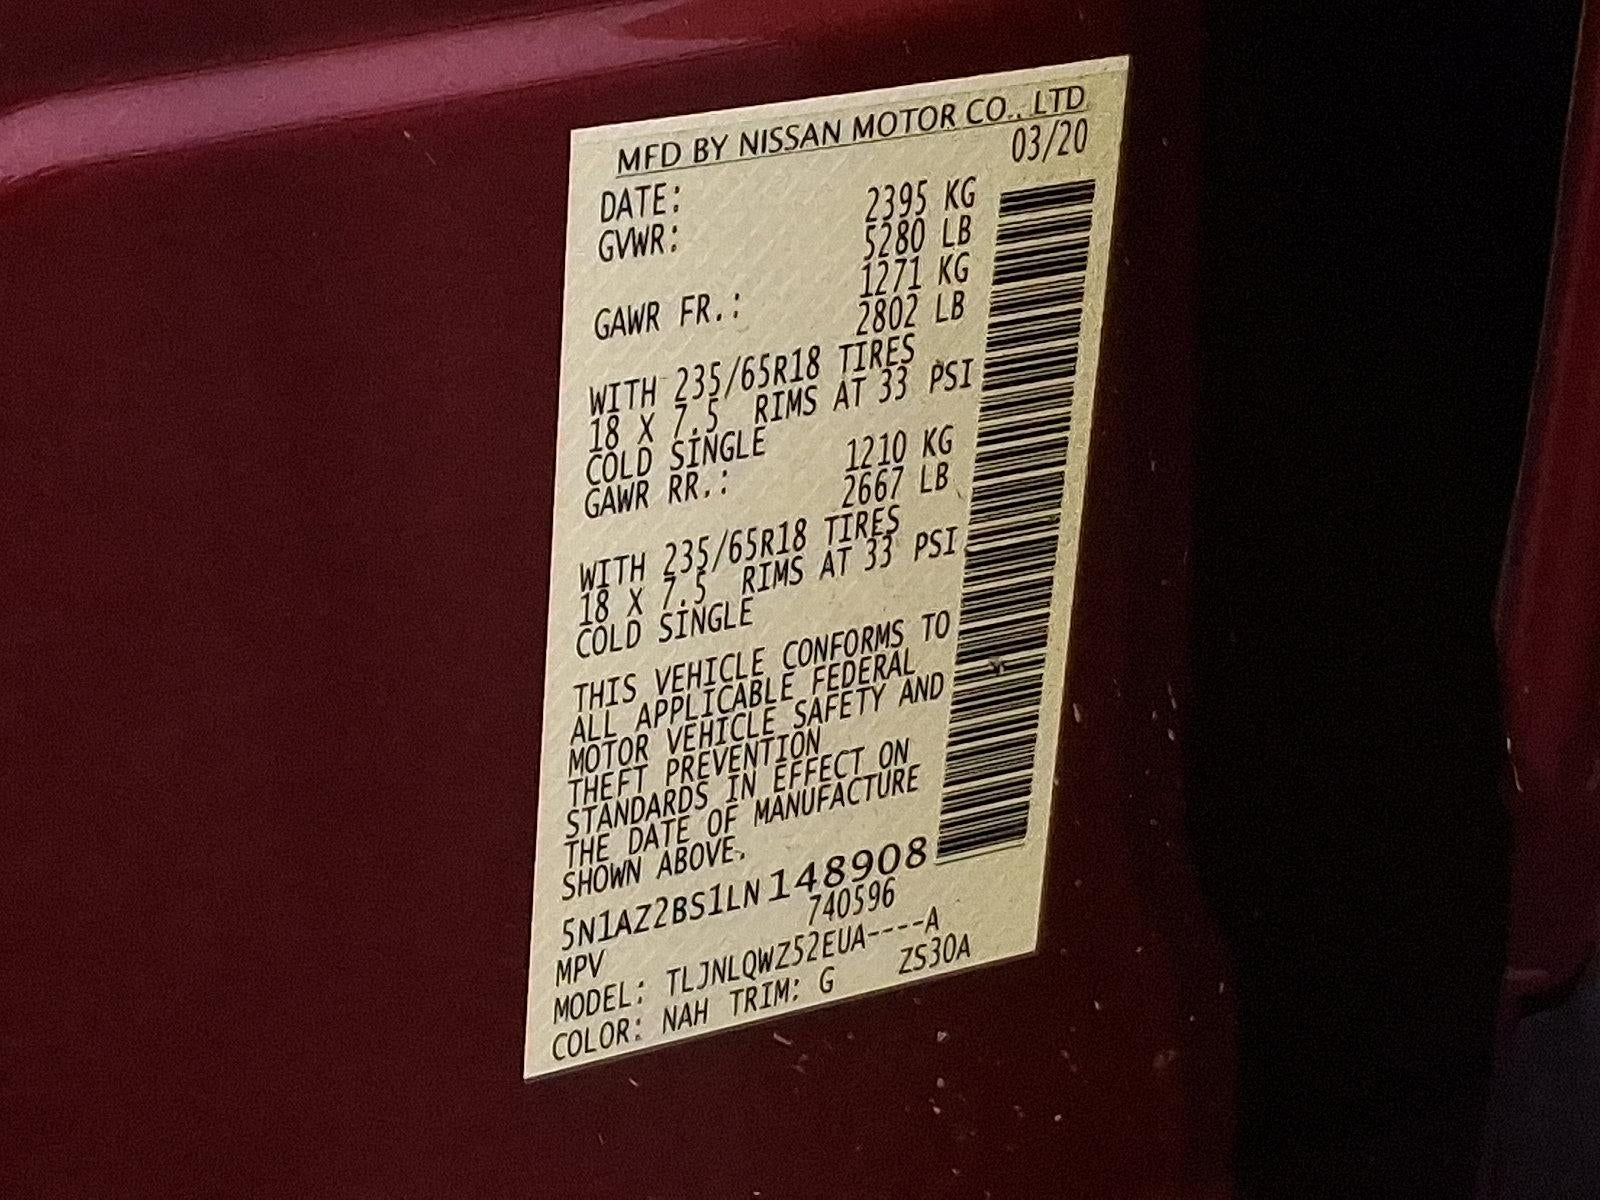 MFD BY NISSAN MOTOR CO., LTD
DATE: 03/20
GVWR: 2395 KG
5280 LB
GAWR FR.: 1271 KG
2802 LB
WITH 235/65R18 TIRES
18 X 7.5 RIMS AT 33 PSI
COLD SINGLE
GAWR RR.: 1210 KG
2667 LB
WITH 235/65R18 TIRES
18 X 7.5 RIMS AT 33 PSI
COLD SINGLE
THIS VEHICLE CONFORMS TO
ALL APPLICABLE FEDERAL
MOTOR VEHICLE SAFETY AND
THEFT PREVENTION
STANDARDS IN EFFECT ON
THE DATE OF MANUFACTURE
SHOWN ABOVE.
5N1AZ2BS1LN148908
MPV 740596
MODEL: TLJNLQWZ52EUA----A
COLOR: NAH TRIM: G ZS30A